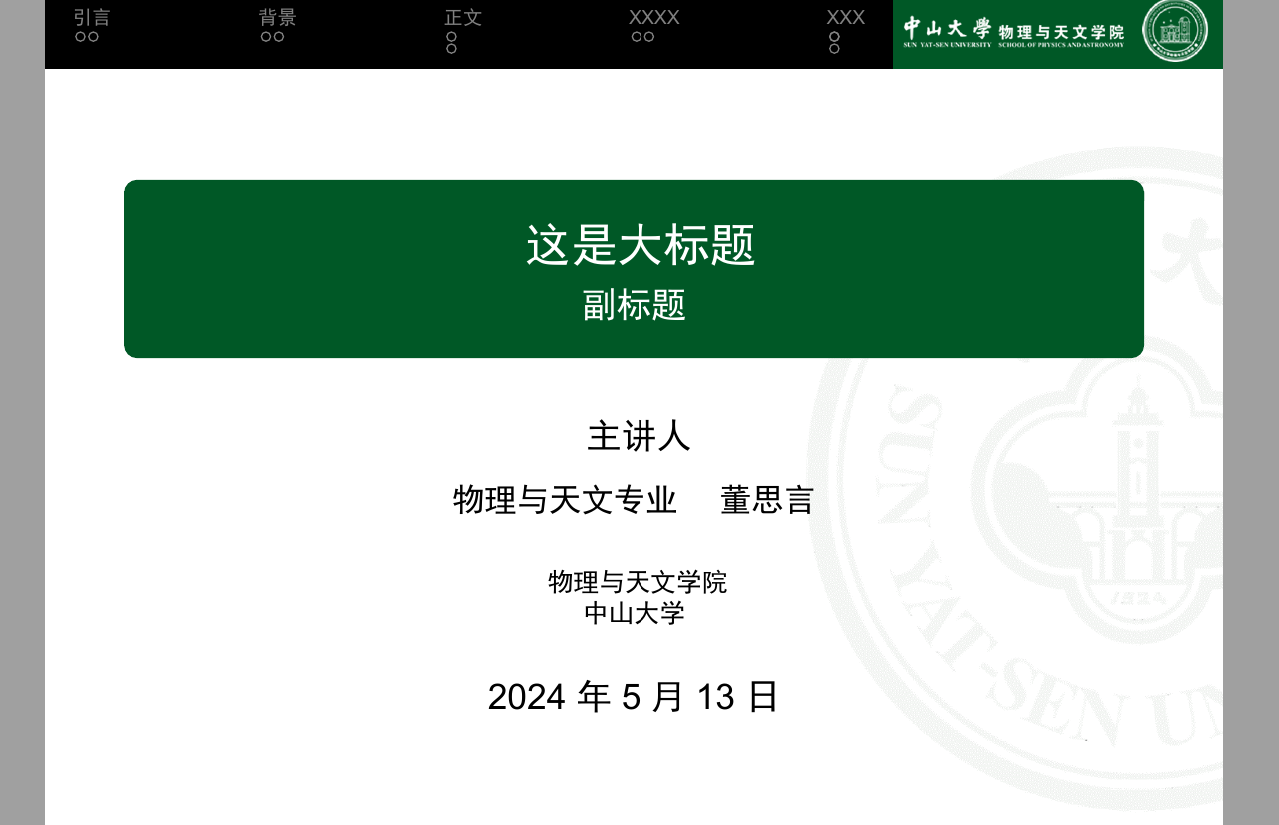 引言
背景
正文
XXXX
XXX
中山大學 物理与天文学院
SUN YAT-SEN UNIVERSITY SCHOOL OF PHYSICS AND ASTRONOMY
这是大标题
副标题
主讲人
物理与天文专业 董思言
物理与天文学院
中山大学
2024 年 5 月 13 日
大
SUN YAT-SEN UN
1924